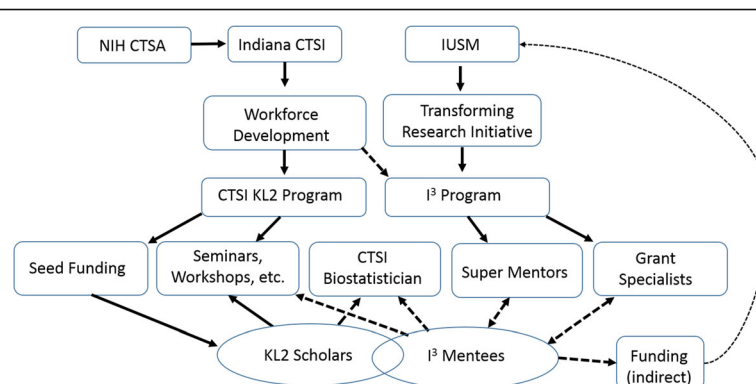 NIH CTSA
Indiana CTSI
IUSM
Workforce
Development
Transforming
Research Initiative
CTSI KL2 Program
I³ Program
Seed Funding
Seminars,
Workshops, etc.
CTSI
Biostatistician
Super Mentors
Grant
Specialists
KL2 Scholars
I³ Mentees
Funding
(indirect)